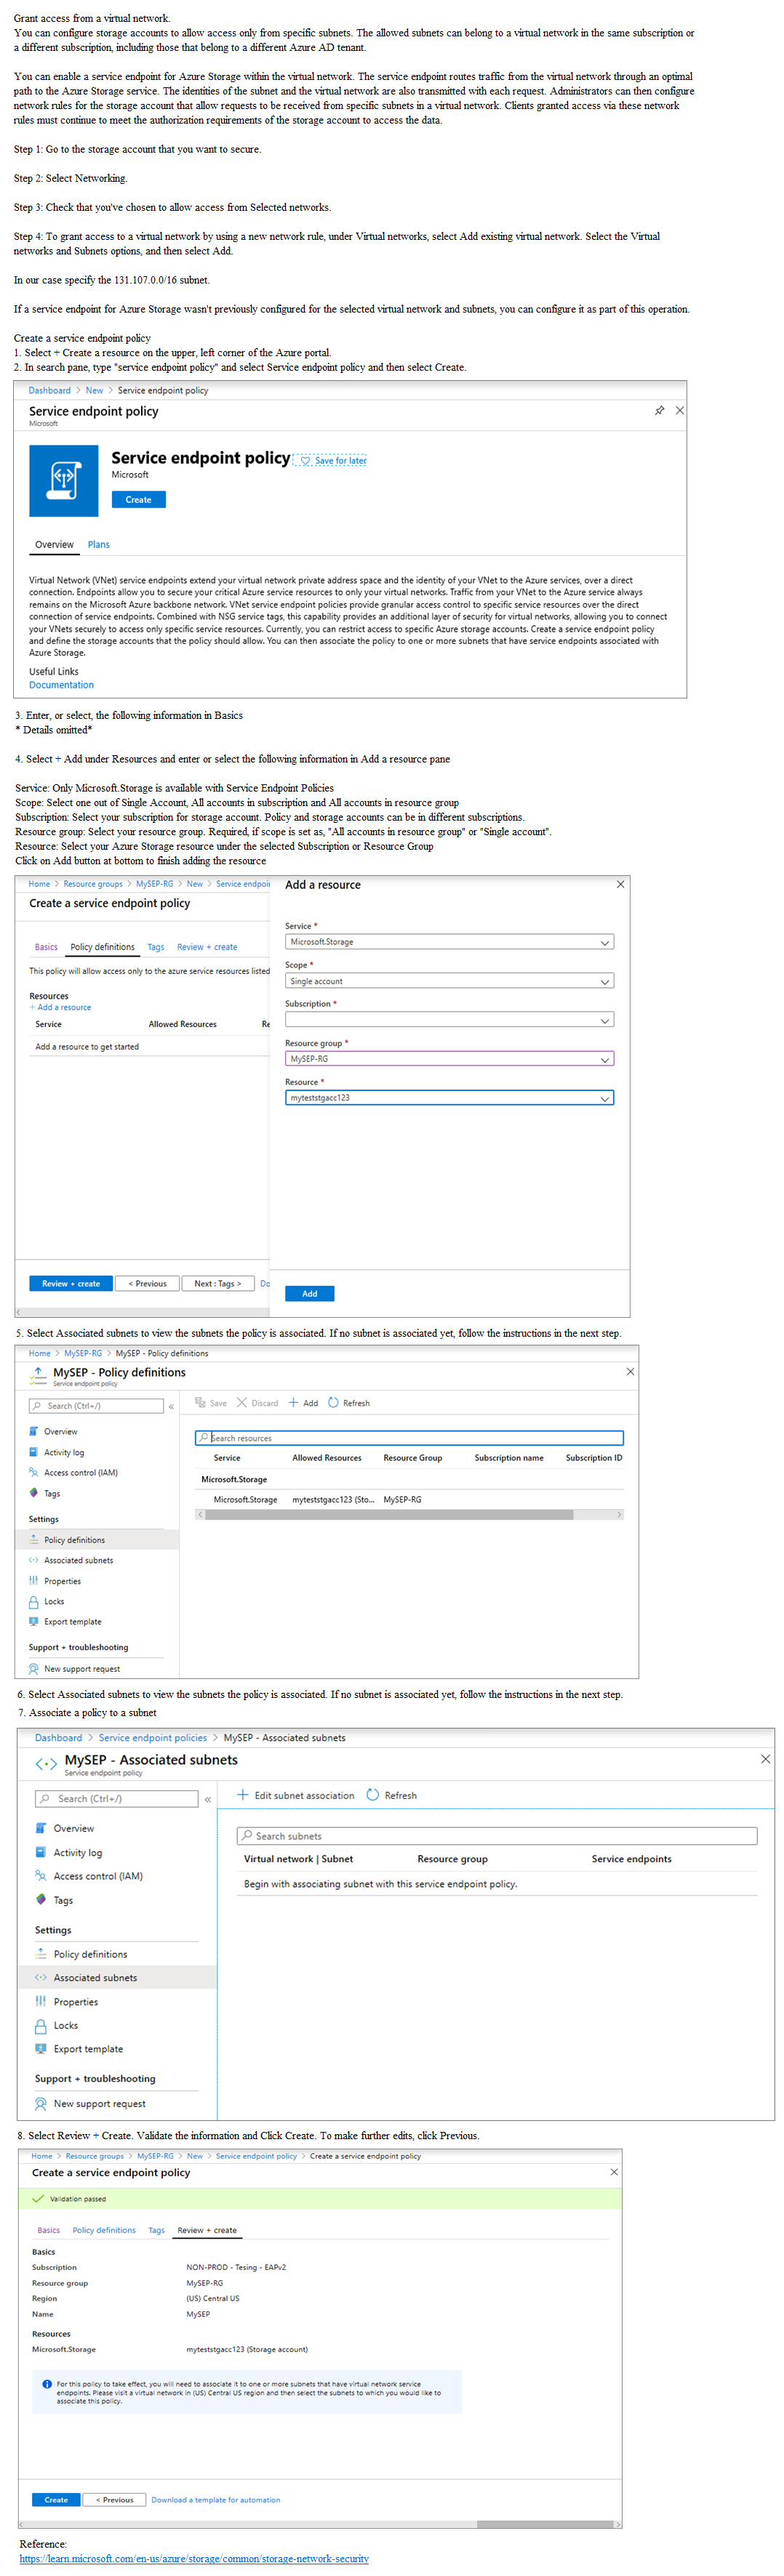 Grant access from a virtual network.
You can configure storage accounts to allow access only from specific subnets. The allowed subnets can belong to a virtual network in the same subscription or
a different subscription, including those that belong to a different Azure AD tenant.
You can enable a service endpoint for Azure Storage within the virtual network. The service endpoint routes traffic from the virtual network through an optimal
path to the Azure Storage service. The identities of the subnet and the virtual network are also transmitted with each request. Administrators can then configure
network rules for the storage account that allow requests to be received from specific subnets in a virtual network. Clients granted access via these network
rules must continue to meet the authorization requirements of the storage account to access the data.
Step 1: Go to the storage account that you want to secure.
Step 2: Select Networking.
Step 3: Check that you've chosen to allow access from Selected networks.
Step 4: To grant access to a virtual network by using a new network rule, under Virtual networks, select Add existing virtual network. Select the Virtual
networks and Subnets options, and then select Add.
In our case specify the 131.107.0.0/16 subnet.
If a service endpoint for Azure Storage wasn't previously configured for the selected virtual network and subnets, you can configure it as part of this operation.
Create a service endpoint policy
1. Select + Create a resource on the upper, left corner of the Azure portal.
2. In search pane, type "service endpoint policy" and select Service endpoint policy and then select Create.
Dashboard > New > Service endpoint policy
Service endpoint policy
Microsoft
Service endpoint policy Save for later
Microsoft
Create
Overview Plans
Virtual Network (VNet) service endpoints extend your virtual network private address space and the identity of your VNet to the Azure services, over a direct
connection. Endpoints allow you to secure your critical Azure service resources to only your virtual networks. Traffic from your VNet to the Azure service always
remains on the Microsoft Azure backbone network. VNet service endpoint policies provide granular access control to specific service resources over the direct
connection of service endpoints. Combined with NSG service tags, this capability provides an additional layer of security for virtual networks, allowing you to connect
your VNets securely to access only specific service resources. Currently, you can restrict access to specific Azure storage accounts. Create a service endpoint policy
and define the storage accounts that the policy should allow. You can then associate the policy to one or more subnets that have service endpoints associated with
Azure Storage.
Useful Links
Documentation
3. Enter, or select, the following information in Basics
* Details omitted*
4. Select + Add under Resources and enter or select the following information in Add a resource pane
Service: Only Microsoft.Storage is available with Service Endpoint Policies
Scope: Select one out of Single Account, All accounts in subscription and All accounts in resource group
Subscription: Select your subscription for storage account. Policy and storage accounts can be in different subscriptions.
Resource group: Select your resource group. Required, if scope is set as, "All accounts in resource group" or "Single account".
Resource: Select your Azure Storage resource under the selected Subscription or Resource Group
Click on Add button at bottom to finish adding the resource
Home > Resource groups > MySEP-RG > New > Service endpoi
Create a service endpoint policy
Basics Policy definitions Tags Review + create
This policy will allow access only to the azure service resources listed
Resources
+ Add a resource
Service Allowed Resources Re
Add a resource to get started
Review + create < Previous Next : Tags > Do
Add a resource
Service *
Microsoft.Storage
Scope *
Single account
Subscription *
Resource group *
MySEP-RG
Resource *
myteststgacc123
Add
5. Select Associated subnets to view the subnets the policy is associated. If no subnet is associated yet, follow the instructions in the next step.
Home > MySEP-RG > MySEP - Policy definitions
MySEP - Policy definitions
Service endpoint policy
Search (Ctrl+/) «
Overview
Activity log
Access control (IAM)
Tags
Settings
Policy definitions
Associated subnets
Properties
Locks
Export template
Support + troubleshooting
New support request
Save Discard + Add Refresh
Search resources
Service Allowed Resources Resource Group Subscription name Subscription ID
Microsoft.Storage
Microsoft.Storage myteststgacc123 (Sto... MySEP-RG
6. Select Associated subnets to view the subnets the policy is associated. If no subnet is associated yet, follow the instructions in the next step.
7. Associate a policy to a subnet
Dashboard > Service endpoint policies > MySEP - Associated subnets
MySEP - Associated subnets
Service endpoint policy
Search (Ctrl+/) «
Overview
Activity log
Access control (IAM)
Tags
Settings
Policy definitions
Associated subnets
Properties
Locks
Export template
Support + troubleshooting
New support request
+ Edit subnet association Refresh
Search subnets
Virtual network | Subnet Resource group Service endpoints
Begin with associating subnet with this service endpoint policy.
8. Select Review + Create. Validate the information and Click Create. To make further edits, click Previous.
Home > Resource groups > MySEP-RG > New > Service endpoint policy > Create a service endpoint policy
Create a service endpoint policy
Validation passed
Basics Policy definitions Tags Review + create
Basics
Subscription NON-PROD - Tesing - EAPv2
Resource group MySEP-RG
Region (US) Central US
Name MySEP
Resources
Microsoft.Storage myteststgacc123 (Storage account)
For this policy to take effect, you will need to associate it to one or more subnets that have virtual network service
endpoints. Please visit a virtual network in (US) Central US region and then select the subnets to which you would like to
associate this policy.
Create < Previous Download a template for automation
Reference:
https://learn.microsoft.com/en-us/azure/storage/common/storage-network-security